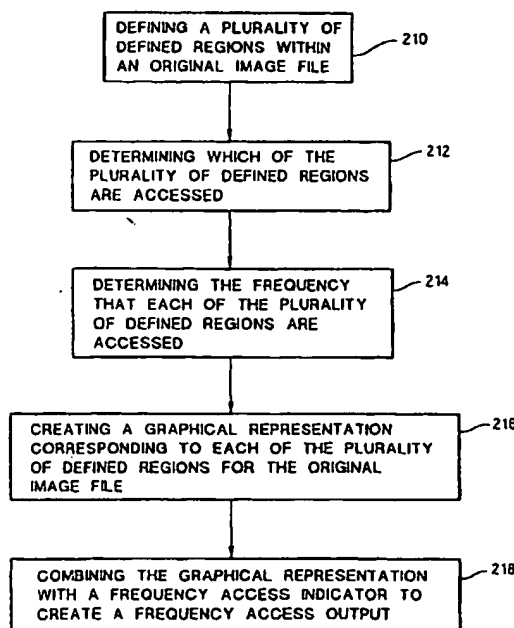 DEFINING A PLURALITY OF
DEFINED REGIONS WITHIN
AN ORIGINAL IMAGE FILE
210
DETERMINING WHICH OF THE
PLURALITY OF DEFINED REGIONS
ARE ACCESSED
212
DETERMINING THE FREQUENCY
THAT EACH OF THE PLURALITY
OF DEFINED REGIONS ARE
ACCESSED
214
CREATING A GRAPHICAL REPRESENTATION
CORRESPONDING TO EACH OF THE PLURALITY
OF DEFINED REGIONS FOR THE ORIGINAL
IMAGE FILE
218
COMBINING THE GRAPHICAL REPRESENTATION
WITH A FREQUENCY ACCESS INDICATOR TO
CREATE A FREQUENCY ACCESS OUTPUT
218